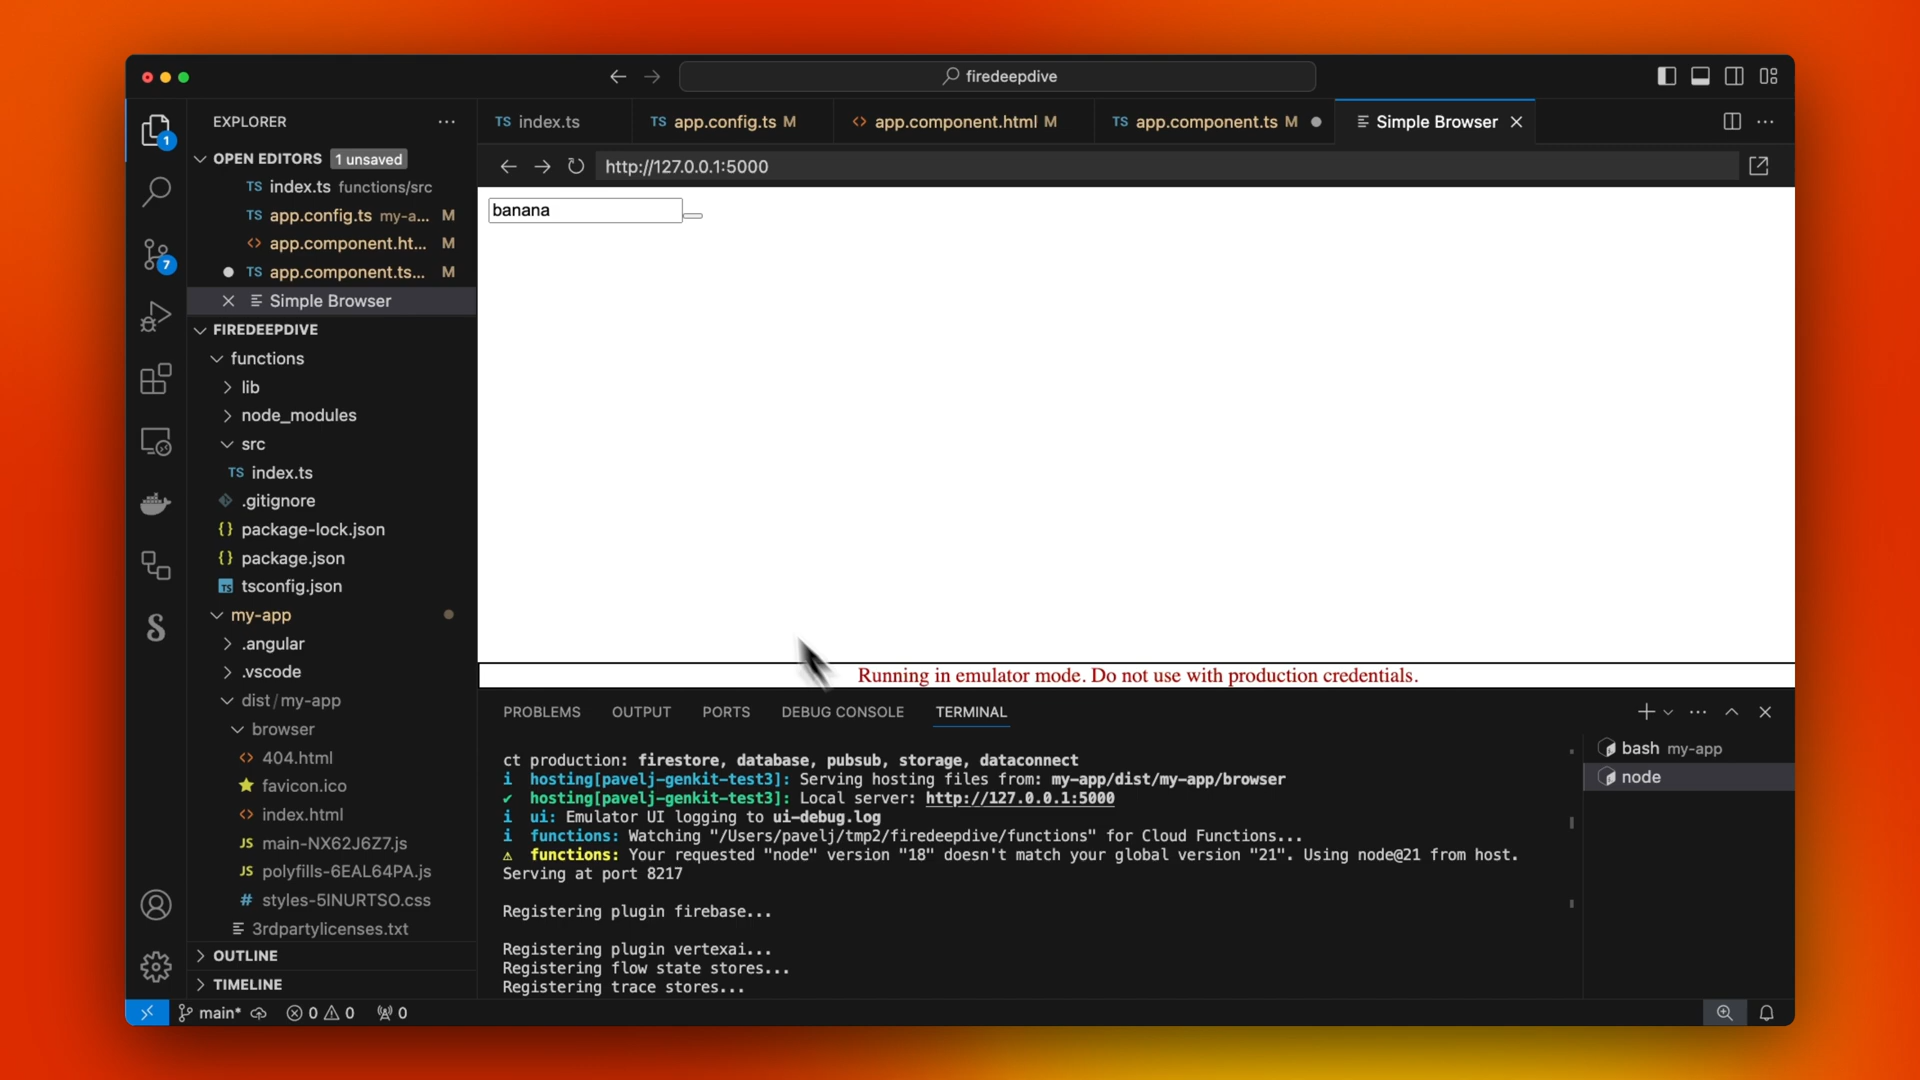 firedeepdive
EXPLORER
TS index.ts
TS app.config.ts M
<> app.component.html M
TS app.component.ts M
Simple Browser
OPEN EDITORS 1 unsaved
http://127.0.0.1:5000
1
TS index.ts functions/src
TS app.config.ts my-a... M
<> app.component.ht... M
TS app.component.ts... M
Simple Browser
banana
7
FIREDEEPDIVE
functions
lib
node_modules
src
TS index.ts
.gitignore
{} package-lock.json
{} package.json
TS tsconfig.json
my-app
.angular
.vscode
dist/my-app
browser
<> 404.html
favicon.ico
<> index.html
JS main-NX62J6Z7.js
JS polyfills-6EAL64PA.js
# styles-5INURTSO.css
3rdpartylicenses.txt
OUTLINE
TIMELINE
Running in emulator mode. Do not use with production credentials.
PROBLEMS OUTPUT PORTS DEBUG CONSOLE TERMINAL
ct production: firestore, database, pubsub, storage, dataconnect
i hosting[pavelj-genkit-test3]: Serving hosting files from: my-app/dist/my-app/browser
✔ hosting[pavelj-genkit-test3]: Local server: http://127.0.0.1:5000
i ui: Emulator UI logging to ui-debug.log
i functions: Watching "/Users/pavelj/tmp2/firedeepdive/functions" for Cloud Functions...
⚠ functions: Your requested "node" version "18" doesn't match your global version "21". Using node@21 from host.
Serving at port 8217
Registering plugin firebase...
Registering plugin vertexai...
Registering flow state stores...
Registering trace stores...
bash my-app
node
main* 0 0 0